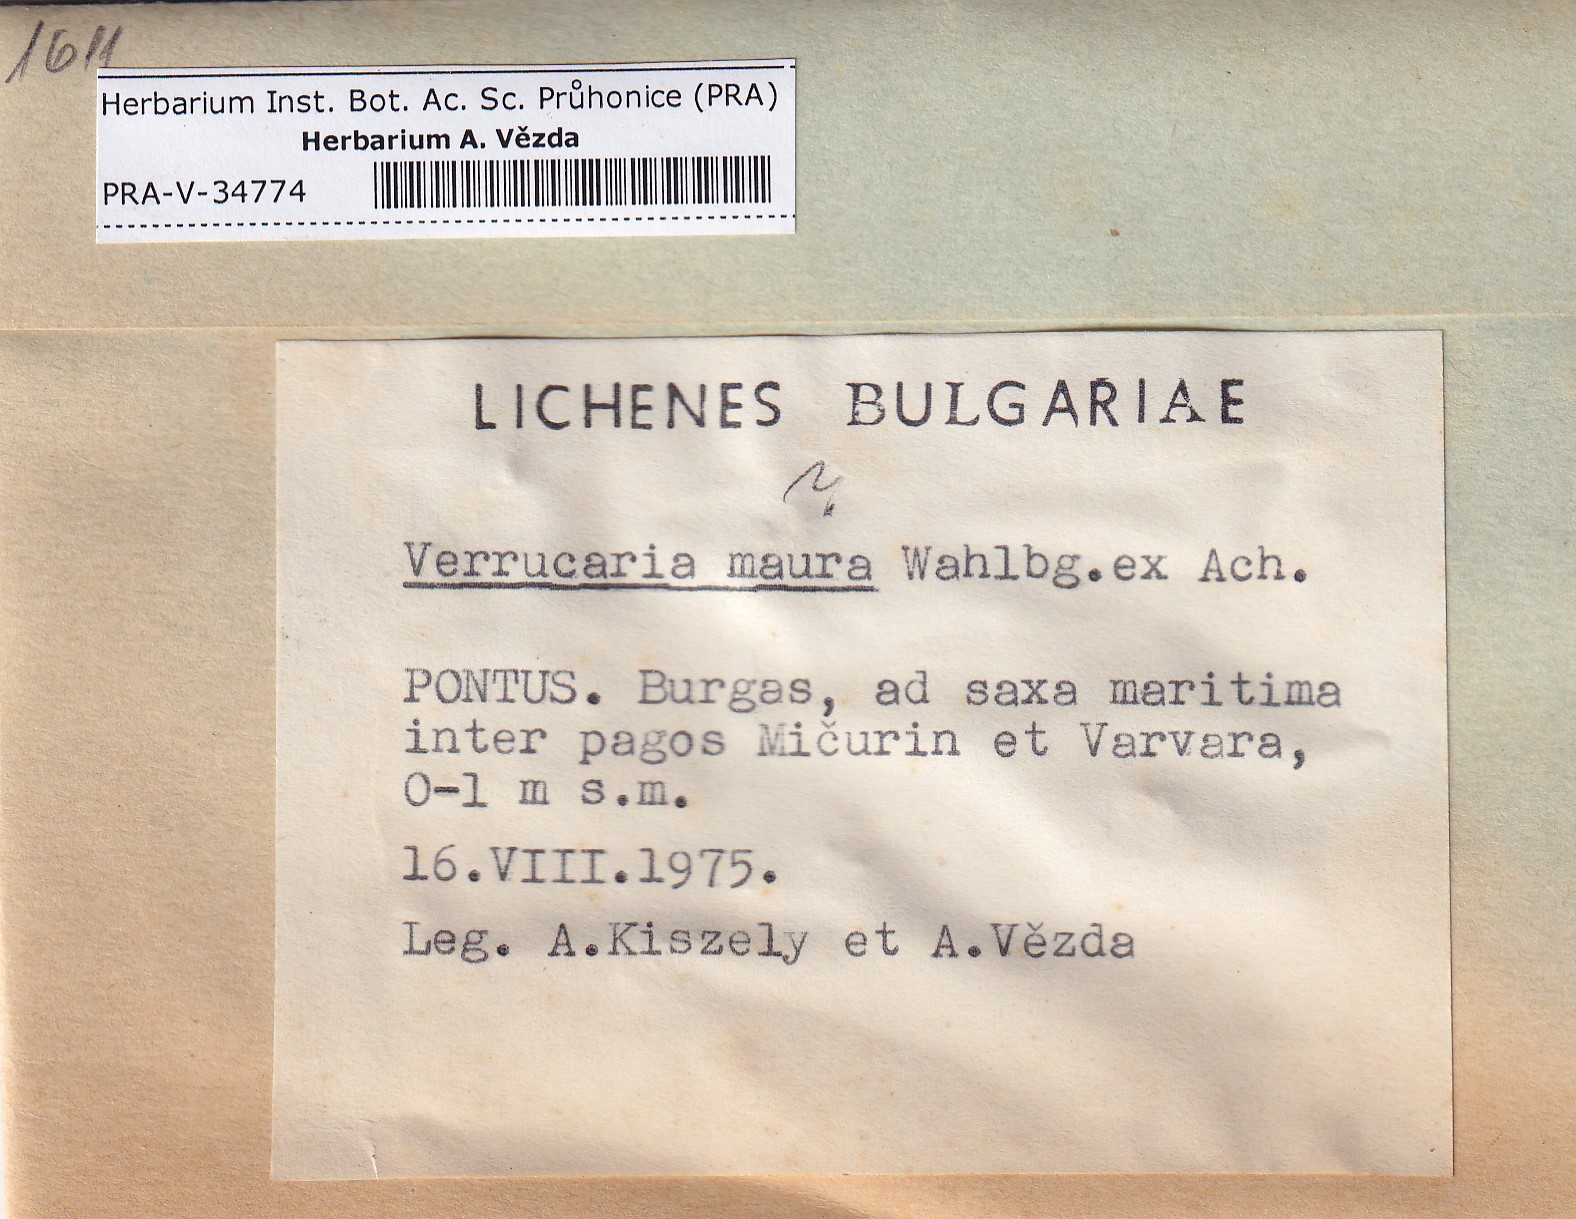 1611
Herbarium Inst. Bot. Ac. Sc. Průhonice (PRA)
Herbarium A. Vězda
PRA-V-34774
LICHENES BULGARIAE
Verrucaria maura Wahlbg.ex Ach.
PONTUS. Burgas, ad saxa maritima
inter pagos Mičurin et Varvara,
0-1 m s.m.
16.VIII.1975.
Leg. A.Kiszely et A.Vězda